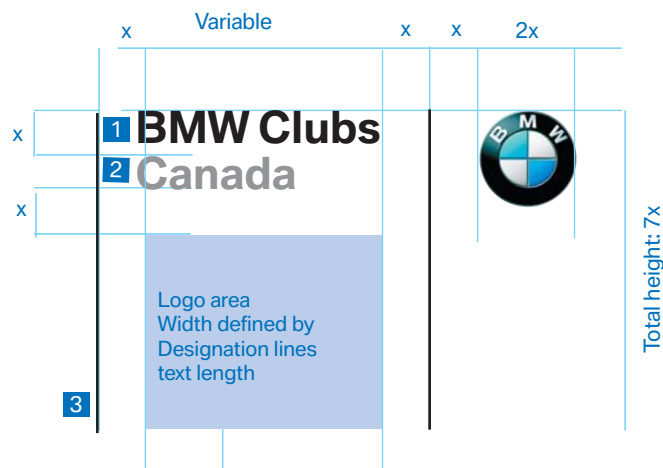 x
Variable
x
x
2x
x
1
BMW Clubs
2
Canada
x
BMW
Logo area
Width defined by
Designation lines
text length
3
Total height: 7x